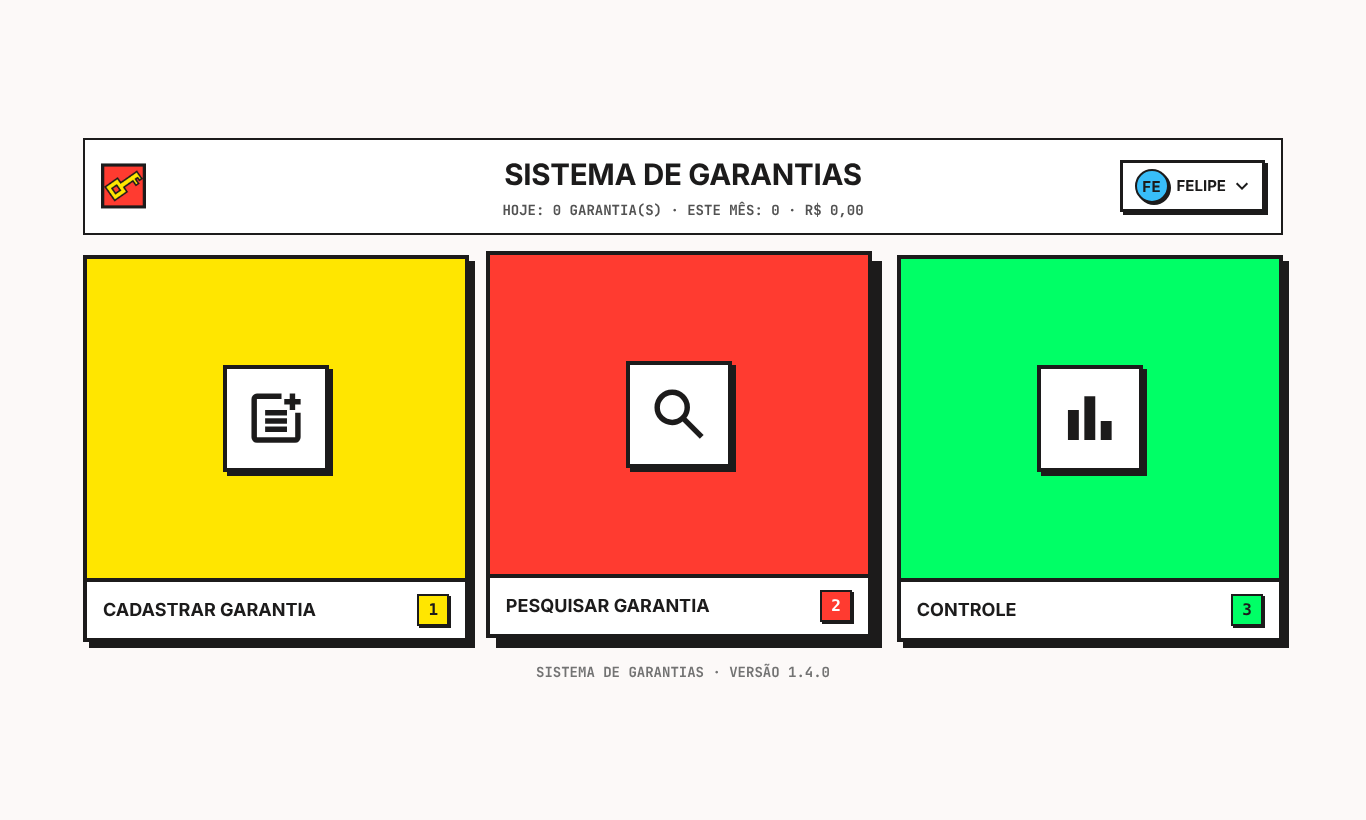 SISTEMA DE GARANTIAS
HOJE: 0 GARANTIA(S) · ESTE MÊS: 0 · R$ 0,00
FE FELIPE
CADASTRAR GARANTIA 1
PESQUISAR GARANTIA 2
CONTROLE 3
SISTEMA DE GARANTIAS · VERSÃO 1.4.0